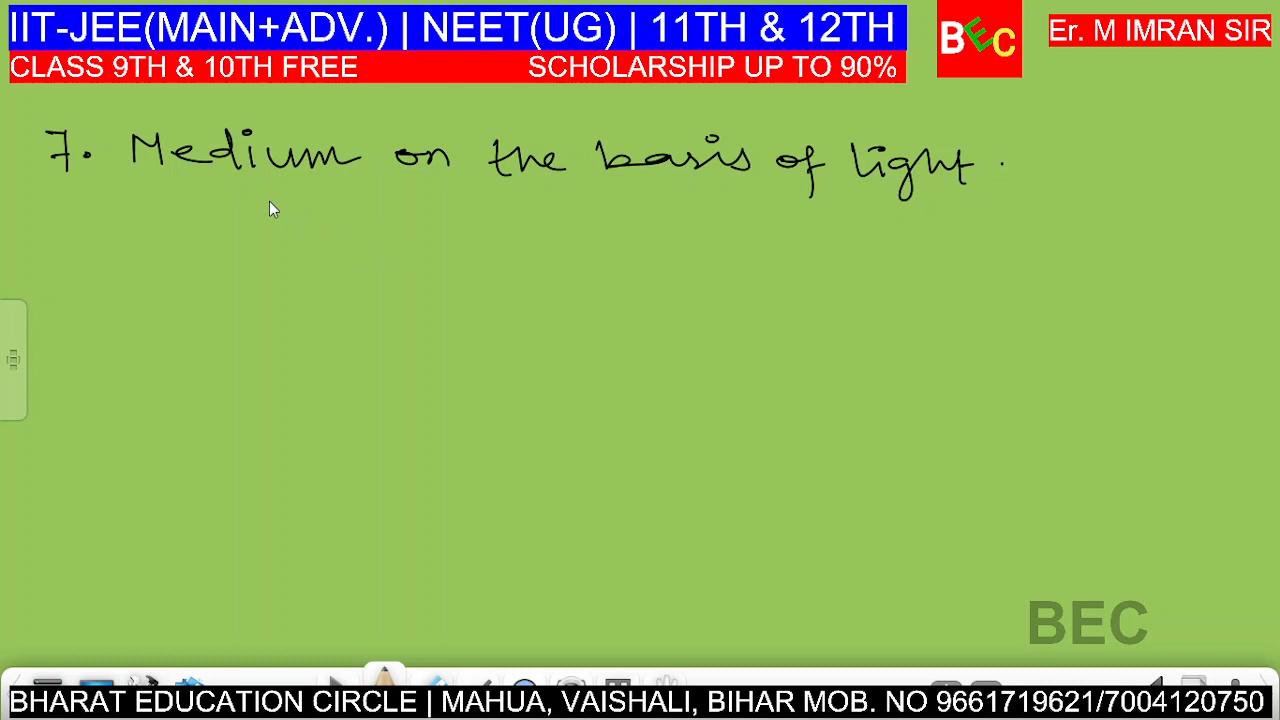 IIT-JEE(MAIN+ADV.) | NEET(UG) | 11TH & 12TH
CLASS 9TH & 10TH FREE SCHOLARSHIP UP TO 90%
BEC
Er. M IMRAN SIR
7. Medium on the basis of light.
BEC
BHARAT EDUCATION CIRCLE | MAHUA, VAISHALI, BIHAR MOB. NO 9661719621/7004120750